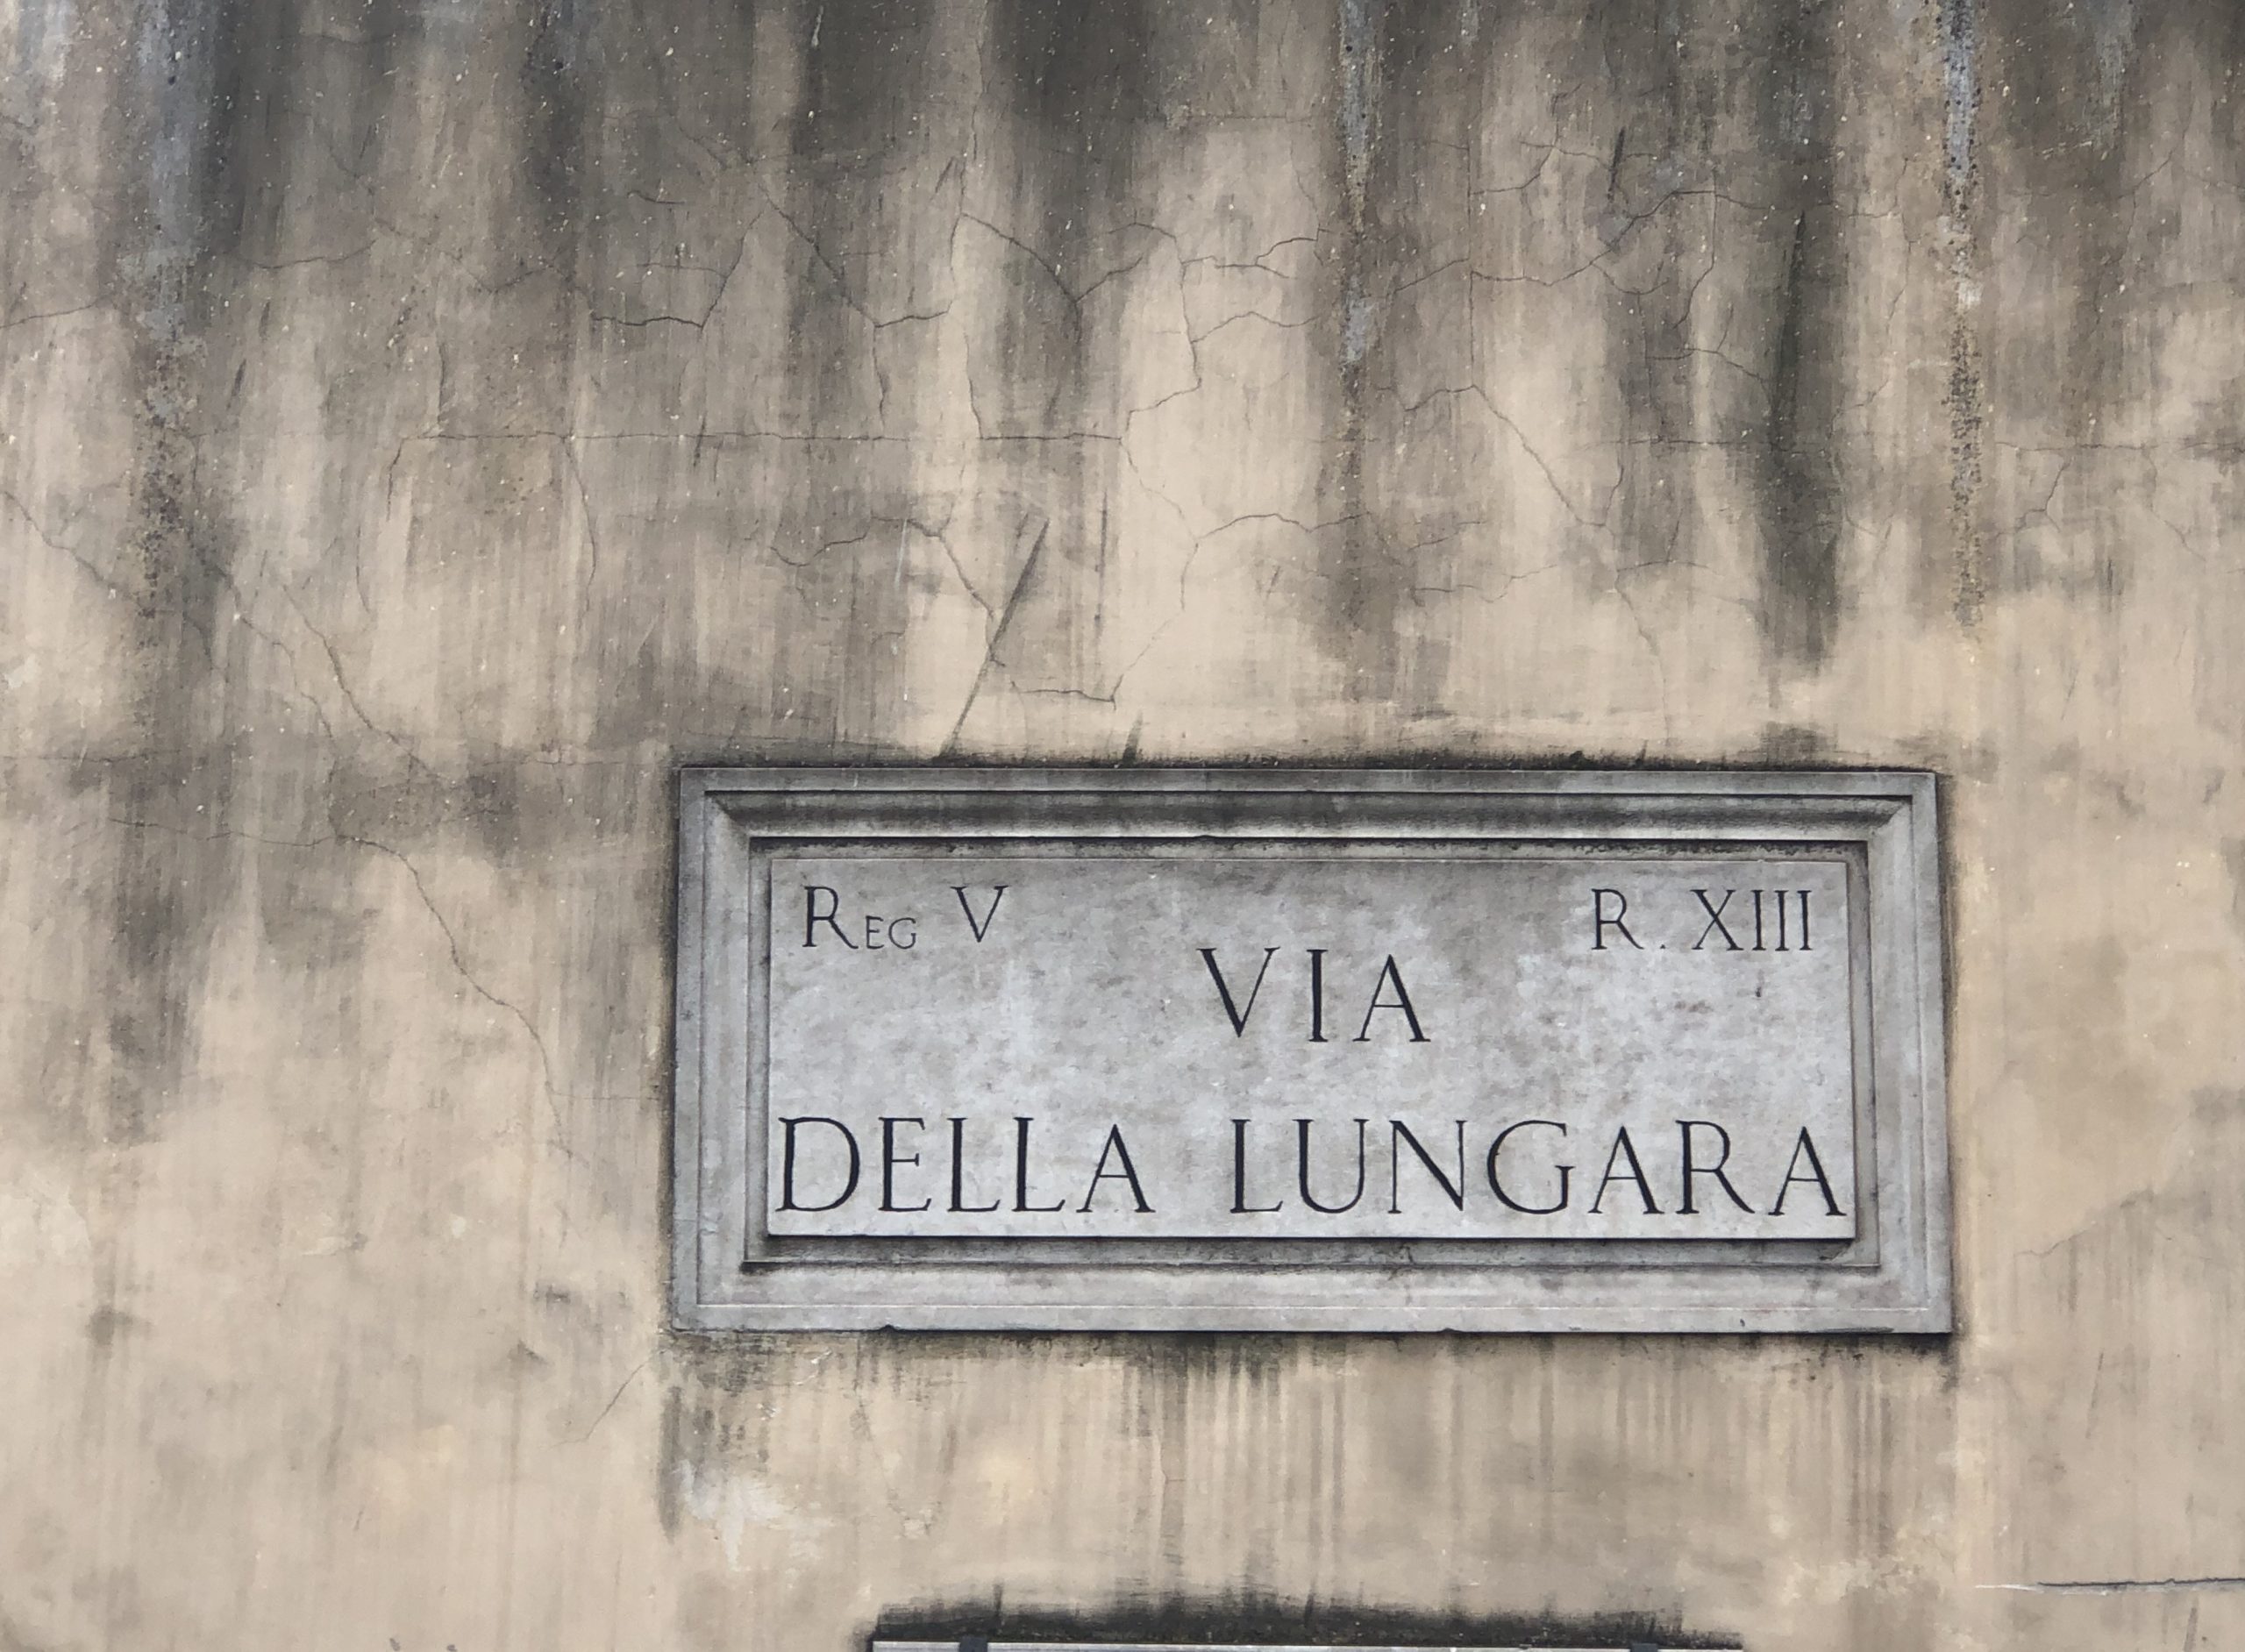 REG V R. XIII
VIA
DELLA LUNGARA